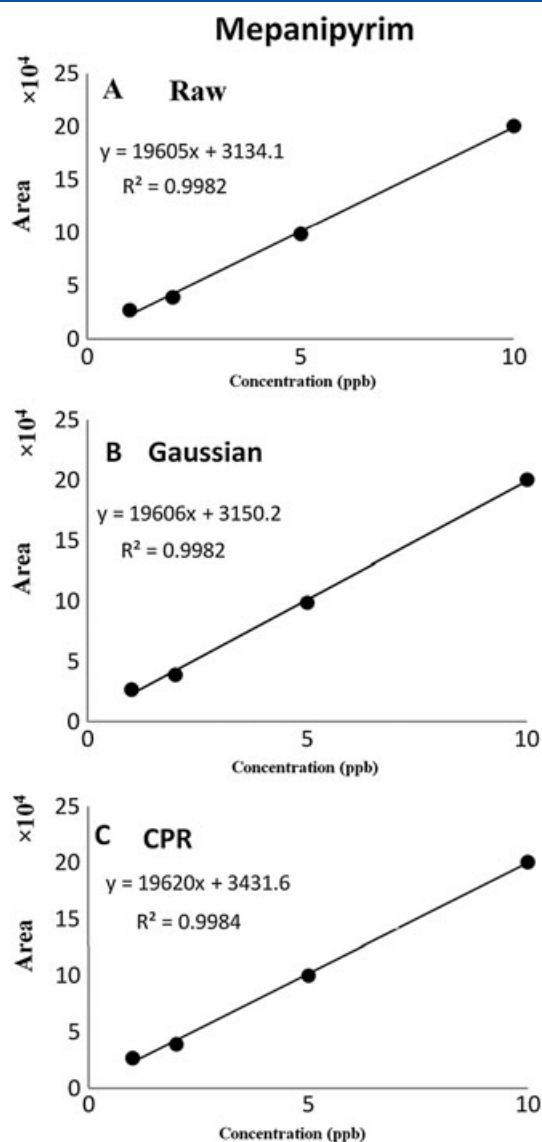 Mepanipyrim
×10⁴
25
20
15
10
5
0
Area
A Raw
y = 19605x + 3134.1
R² = 0.9982
0 5 10
Concentration (ppb)
×10⁴
25
20
15
10
5
0
Area
B Gaussian
y = 19606x + 3150.2
R² = 0.9982
0 5 10
Concentration (ppb)
×10⁴
25
20
15
10
5
0
Area
C CPR
y = 19620x + 3431.6
R² = 0.9984
0 5 10
Concentration (ppb)